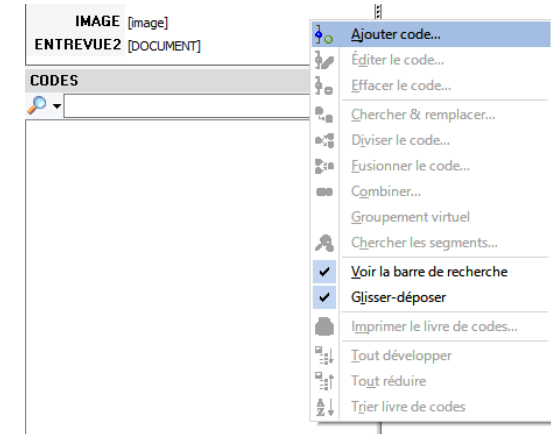 IMAGE [image]
ENTREVUE2 [DOCUMENT]
CODES
Ajouter code...
Éditer le code...
Effacer le code...
Chercher & remplacer...
Diviser le code...
Fusionner le code...
Combiner...
Groupement virtuel
Chercher les segments...
Voir la barre de recherche
Glisser-déposer
Imprimer le livre de codes...
Tout développer
Tout réduire
Trier livre de codes